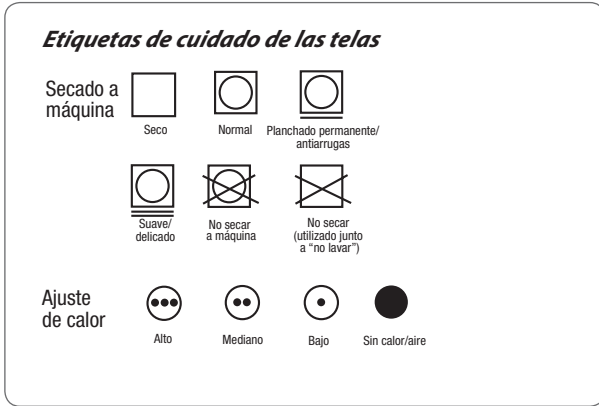 Etiquetas de cuidado de las telas
Secado a
máquina
Seco
Normal
Planchado permanente/
antiarrugas
Suave/
delicado
No secar
a máquina
No secar
(utilizado junto
a “no lavar”)
Ajuste
de calor
Alto
Mediano
Bajo
Sin calor/aire